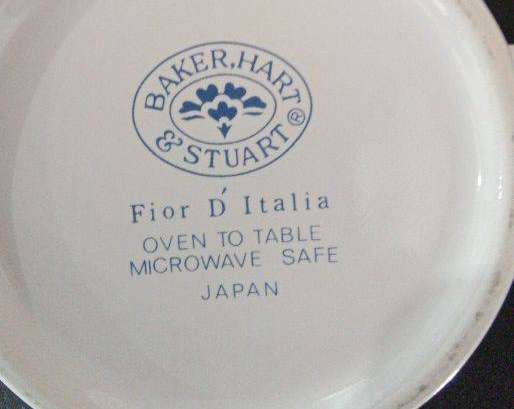 BAKER, HART
& STUART®
Fior D' Italia
OVEN TO TABLE
MICROWAVE SAFE
JAPAN